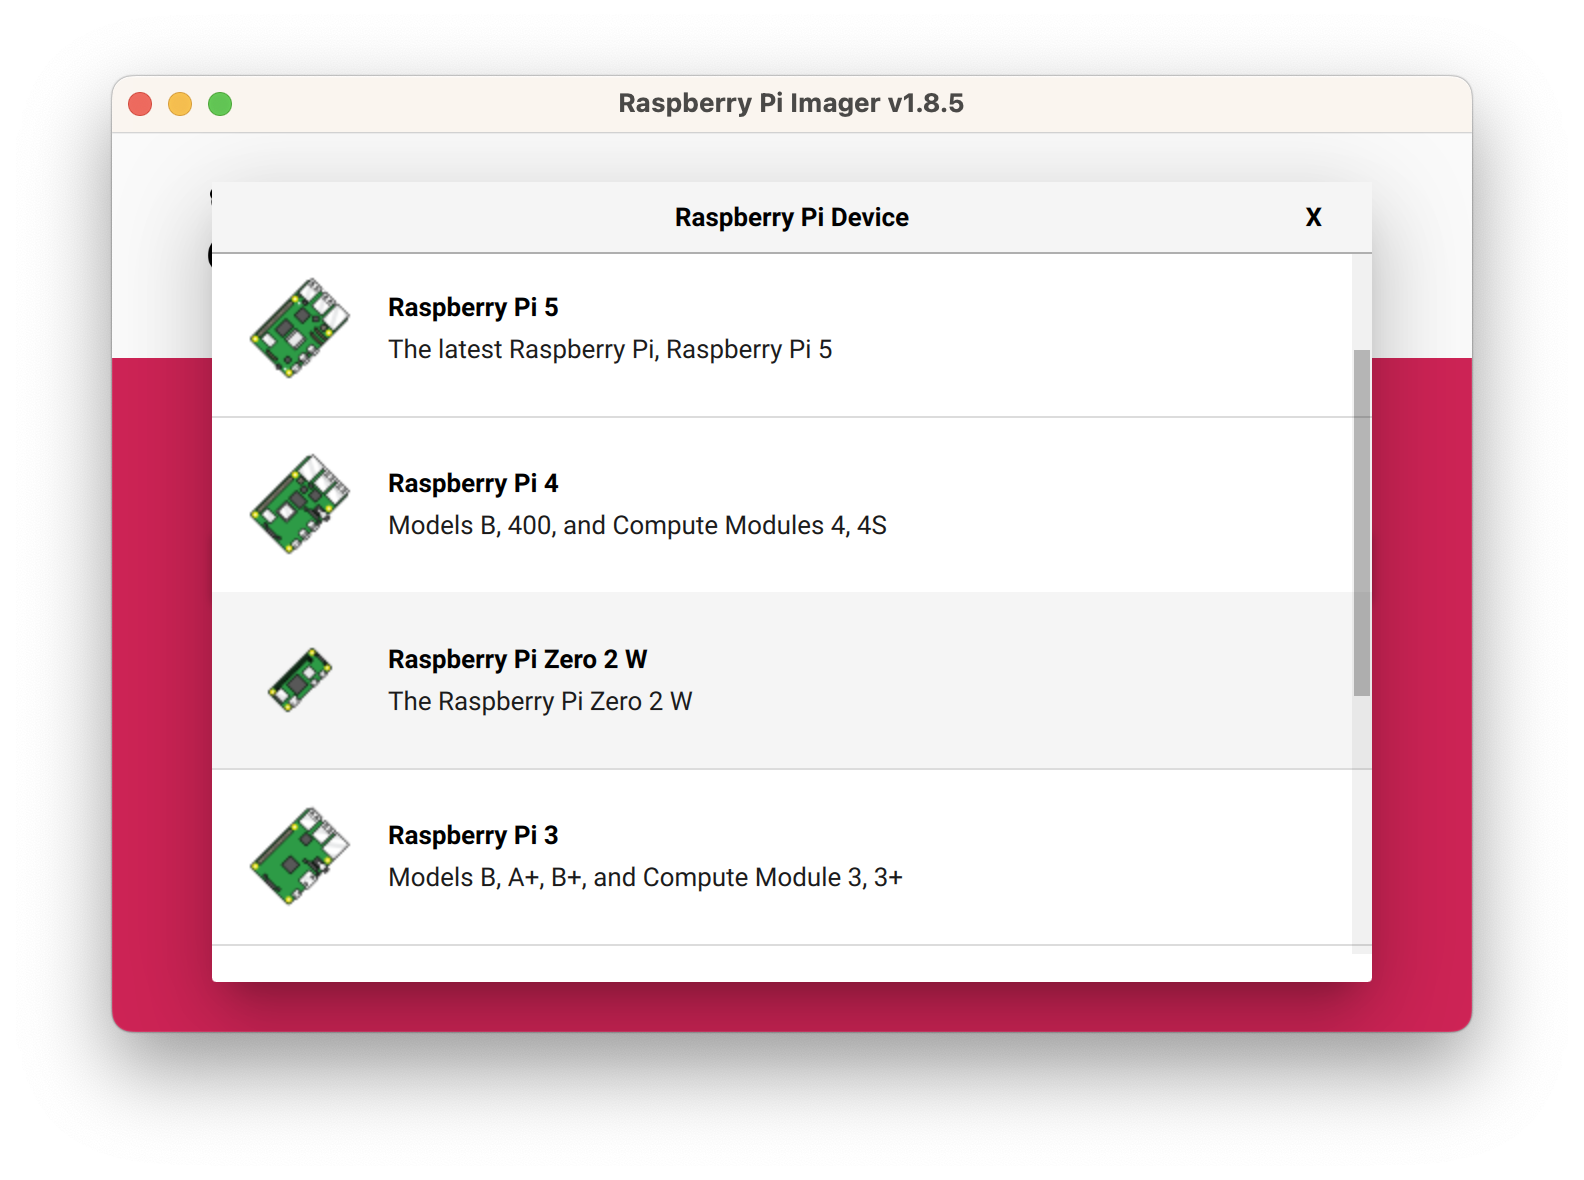 Raspberry Pi Imager v1.8.5
Raspberry Pi Device
X
Raspberry Pi 5
The latest Raspberry Pi, Raspberry Pi 5
Raspberry Pi 4
Models B, 400, and Compute Modules 4, 4S
Raspberry Pi Zero 2 W
The Raspberry Pi Zero 2 W
Raspberry Pi 3
Models B, A+, B+, and Compute Module 3, 3+